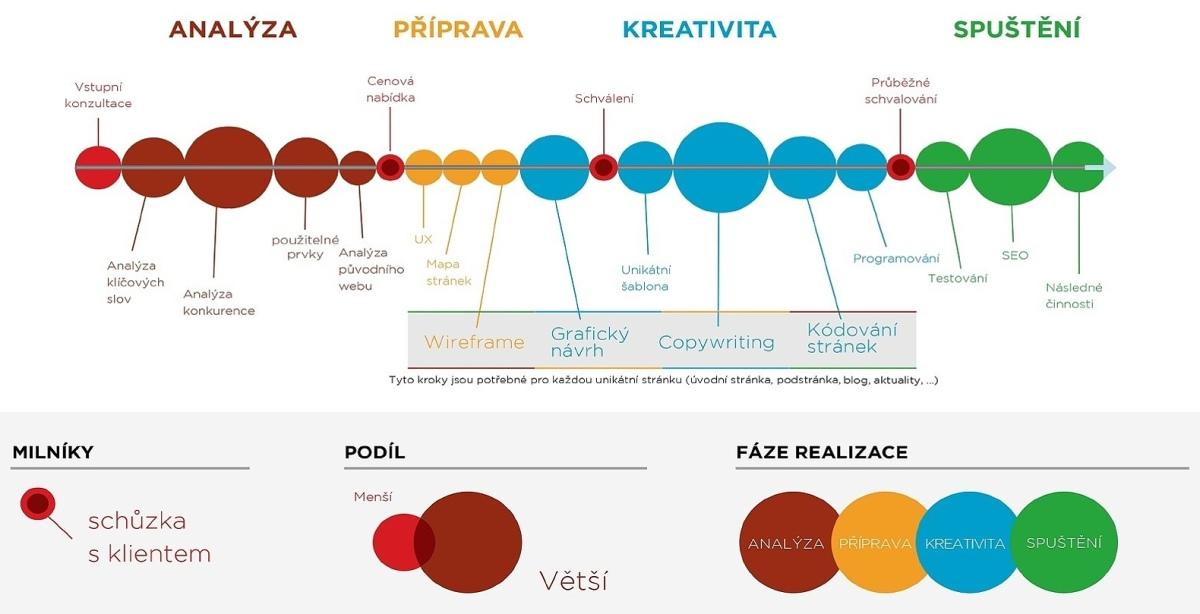 ANALÝZA
PŘÍPRAVA
KREATIVITA
SPUŠTĚNÍ
Vstupní
konzultace
Cenová
nabídka
Schválení
Průběžné
schvalování
Analýza
klíčových
slov
Analýza
konkurence
použitelné
prvky
Analýza
původního
webu
UX
Mapa
stránek
Unikátní
šablona
Programování
Testování
SEO
Následné
činnosti
Wireframe
Grafický
návrh
Copywriting
Kódování
stránek
Tyto kroky jsou potřebné pro každou unikátní stránku (úvodní stránka, podstránka, blog, aktuality, ...)
MILNÍKY
schůzka
s klientem
PODÍL
Menší
Větší
FÁZE REALIZACE
ANALÝZA
PŘÍPRAVA
KREATIVITA
SPUŠTĚNÍ